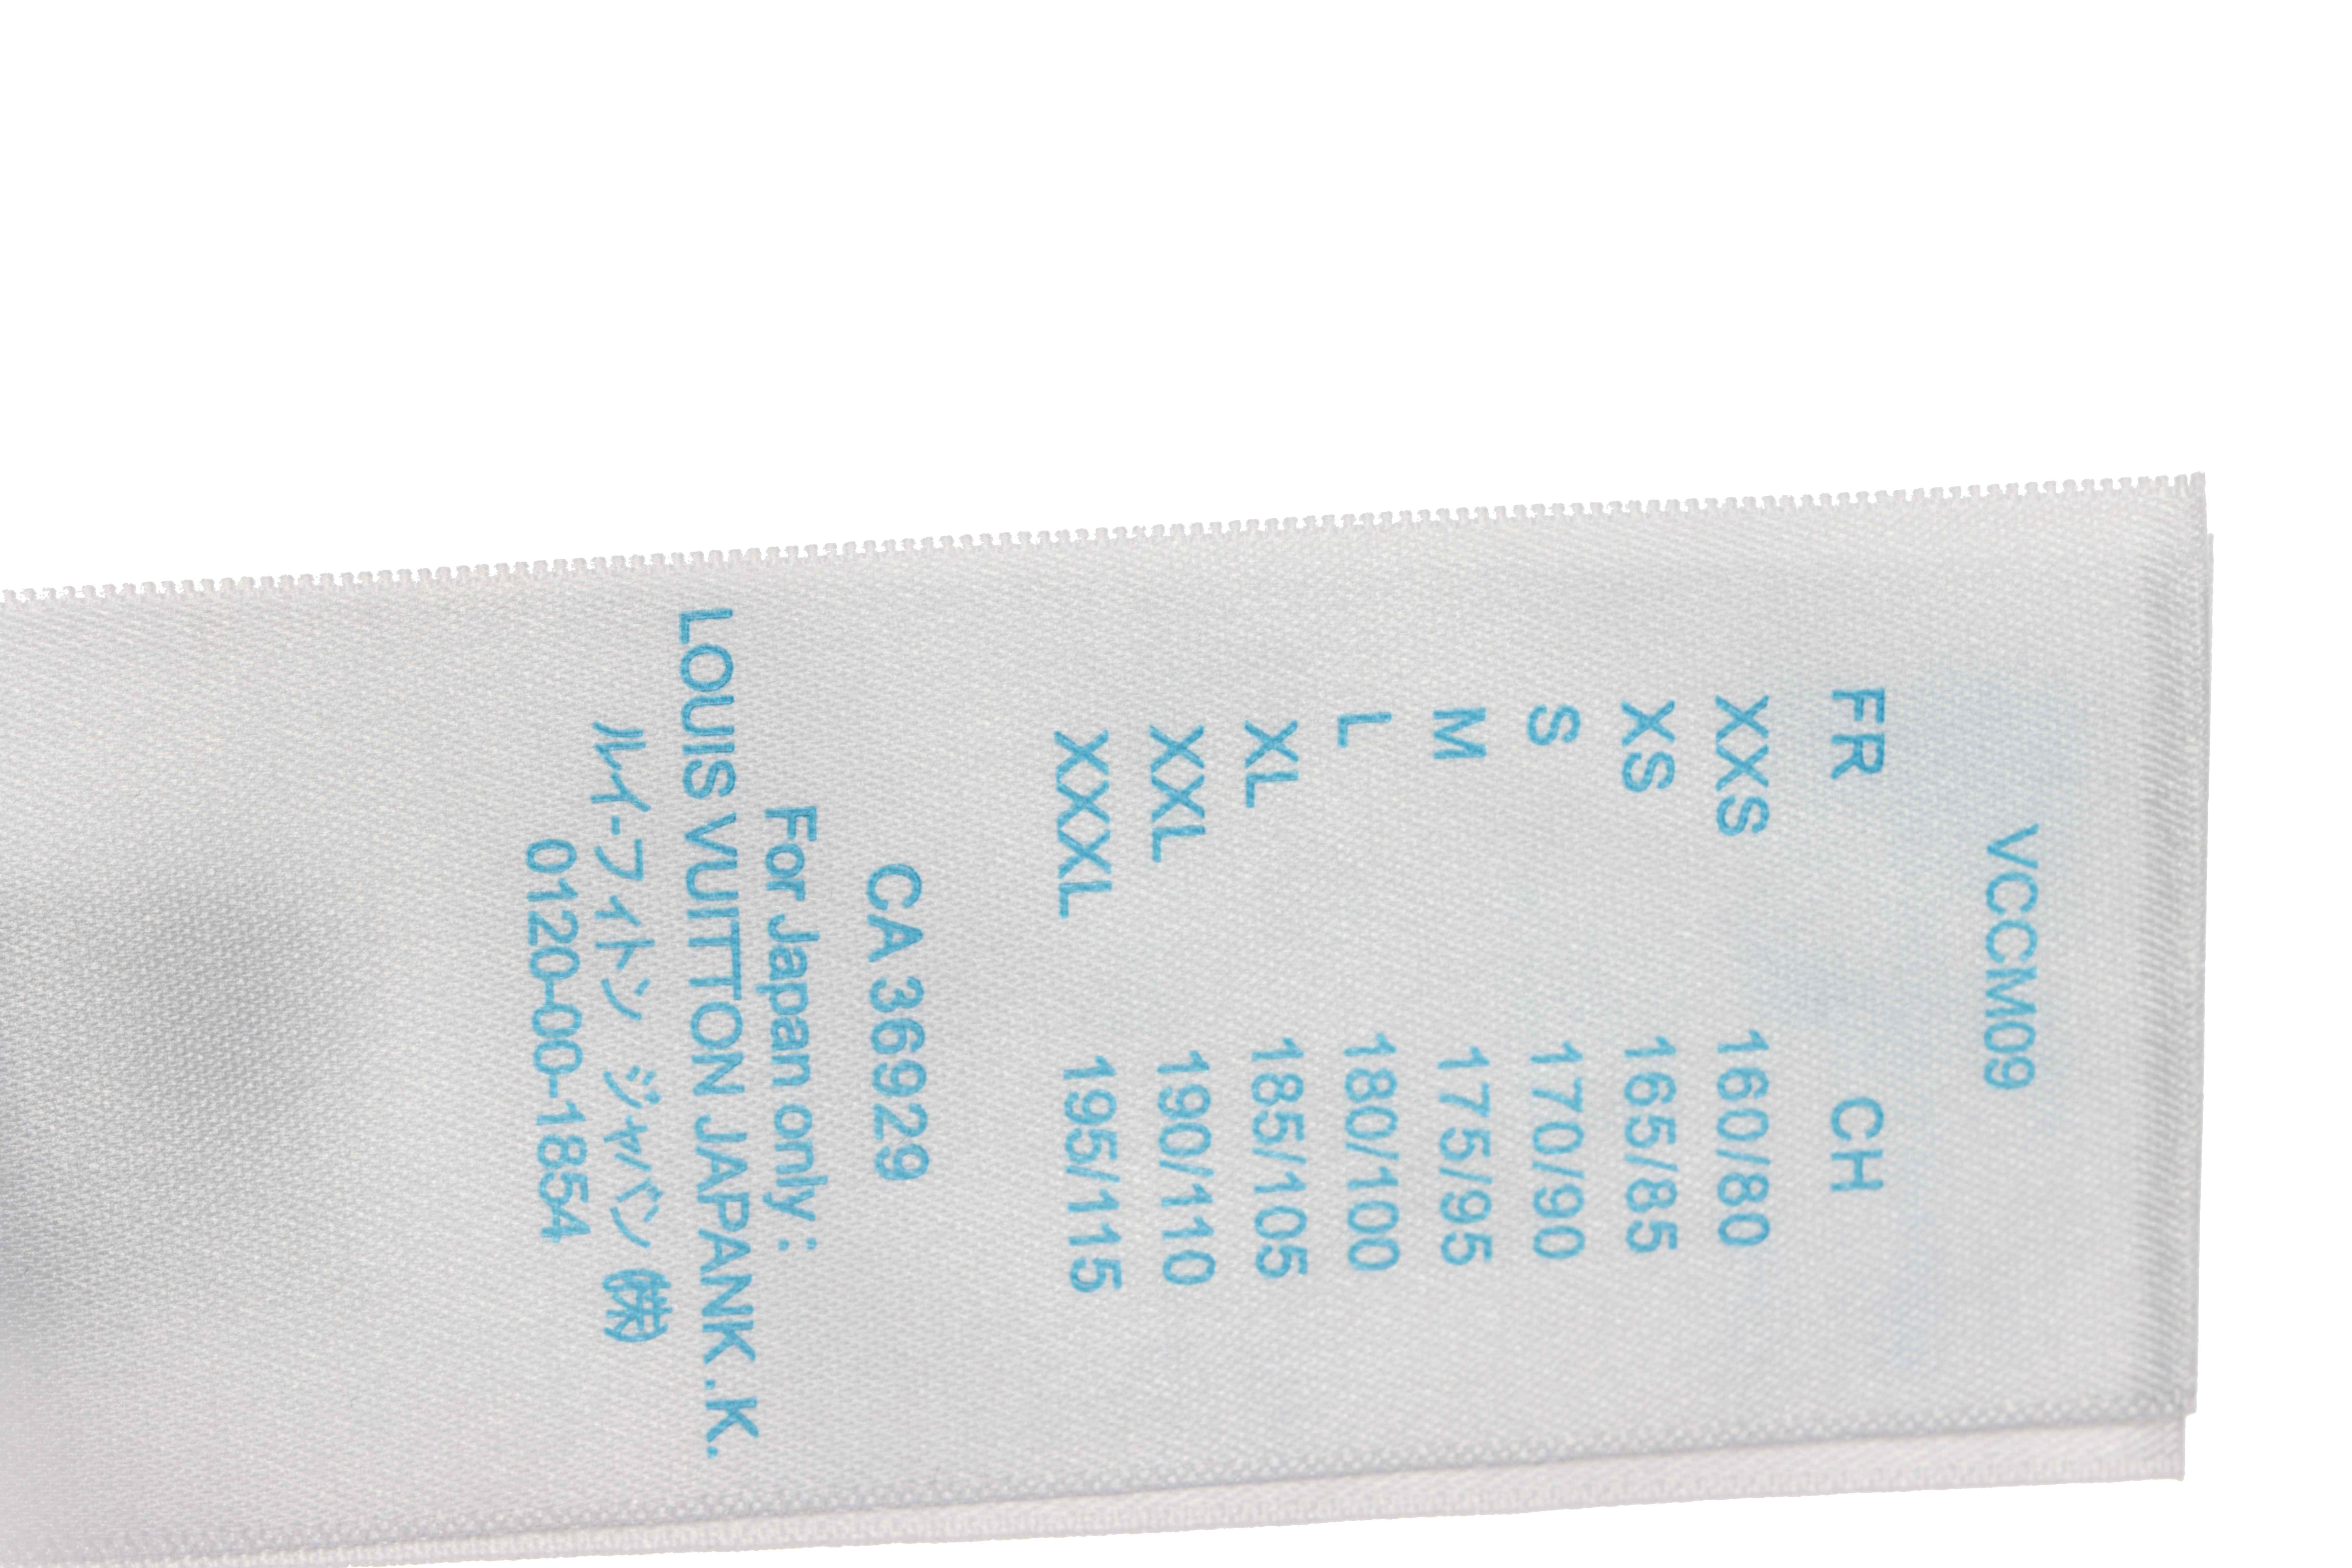 VCCM09
FR CH
XXS 160/80
XS 165/85
S 170/90
M 175/95
L 180/100
XL 185/105
XXL 190/110
XXXL 195/115
CA 36929
For Japan only :
LOUIS VUITTON JAPAN K.K.
ルイ-フィトン ジャパン ㈱
0120-00-1854